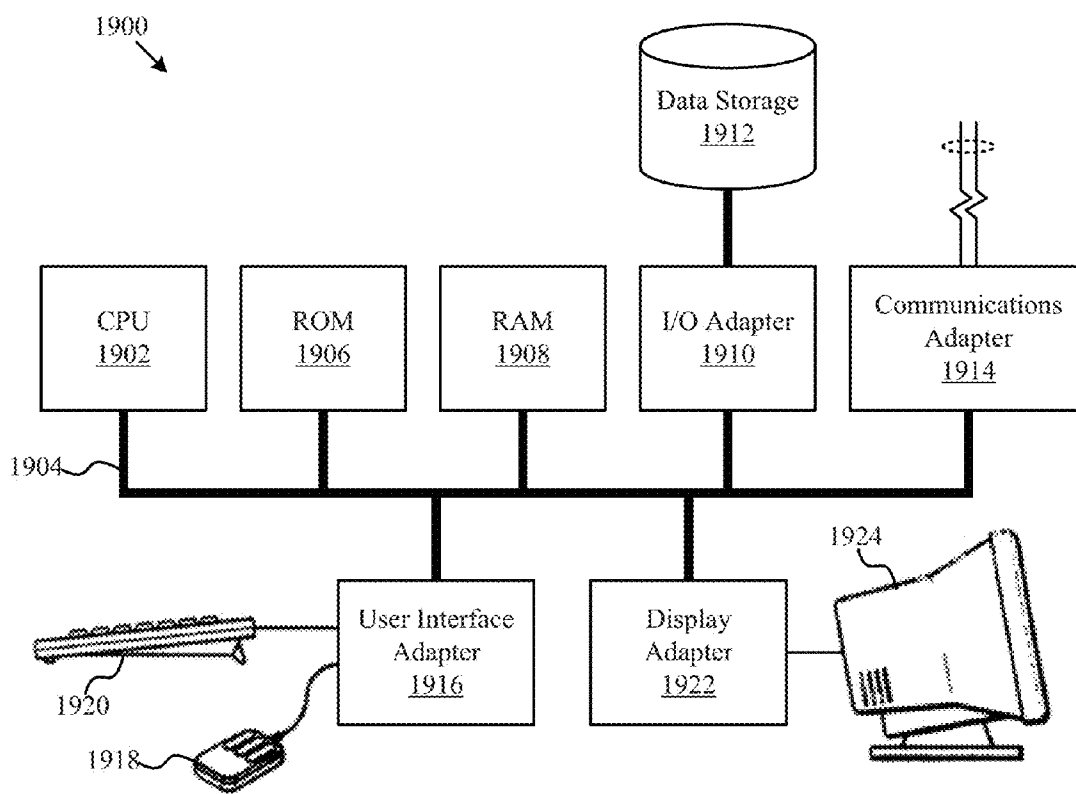 1900
Data Storage
1912
CPU
1902
ROM
1906
RAM
1908
I/O Adapter
1910
Communications
Adapter
1914
1904
1924
User Interface
Adapter
1916
Display
Adapter
1922
1920
1918